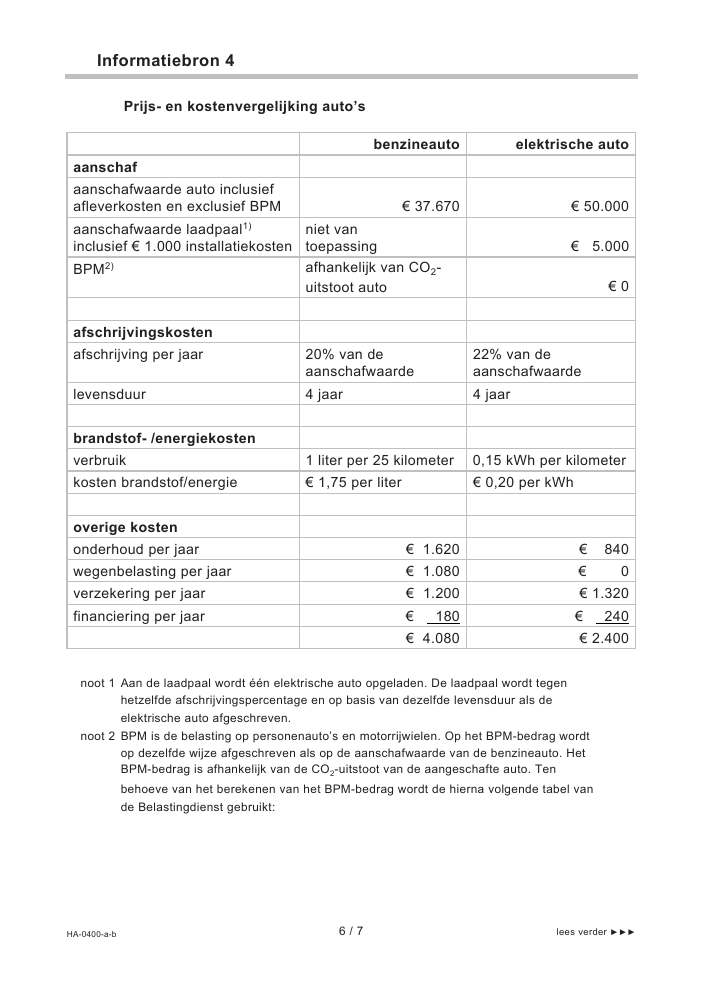 Informatiebron 4
Prijs- en kostenvergelijking auto's
benzineauto elektrische auto
aanschaf
aanschafwaarde auto inclusief
afleverkosten en exclusief BPM € 37.670 € 50.000
aanschafwaarde laadpaal1) niet van
inclusief € 1.000 installatiekosten toepassing € 5.000
BPM2) afhankelijk van CO2-
uitstoot auto € 0
afschrijvingskosten
afschrijving per jaar 20% van de 22% van de
aanschafwaarde aanschafwaarde
levensduur 4 jaar 4 jaar
brandstof- /energiekosten
verbruik 1 liter per 25 kilometer 0,15 kWh per kilometer
kosten brandstof/energie € 1,75 per liter € 0,20 per kWh
overige kosten
onderhoud per jaar € 1.620 € 840
wegenbelasting per jaar € 1.080 € 0
verzekering per jaar € 1.200 € 1.320
financiering per jaar € 180 € 240
€ 4.080 € 2.400
noot 1 Aan de laadpaal wordt één elektrische auto opgeladen. De laadpaal wordt tegen
hetzelfde afschrijvingspercentage en op basis van dezelfde levensduur als de
elektrische auto afgeschreven.
noot 2 BPM is de belasting op personenauto's en motorrijwielen. Op het BPM-bedrag wordt
op dezelfde wijze afgeschreven als op de aanschafwaarde van de benzineauto. Het
BPM-bedrag is afhankelijk van de CO2-uitstoot van de aangeschafte auto. Ten
behoeve van het berekenen van het BPM-bedrag wordt de hierna volgende tabel van
de Belastingdienst gebruikt:
HA-0400-a-b 6 / 7 lees verder ►►►